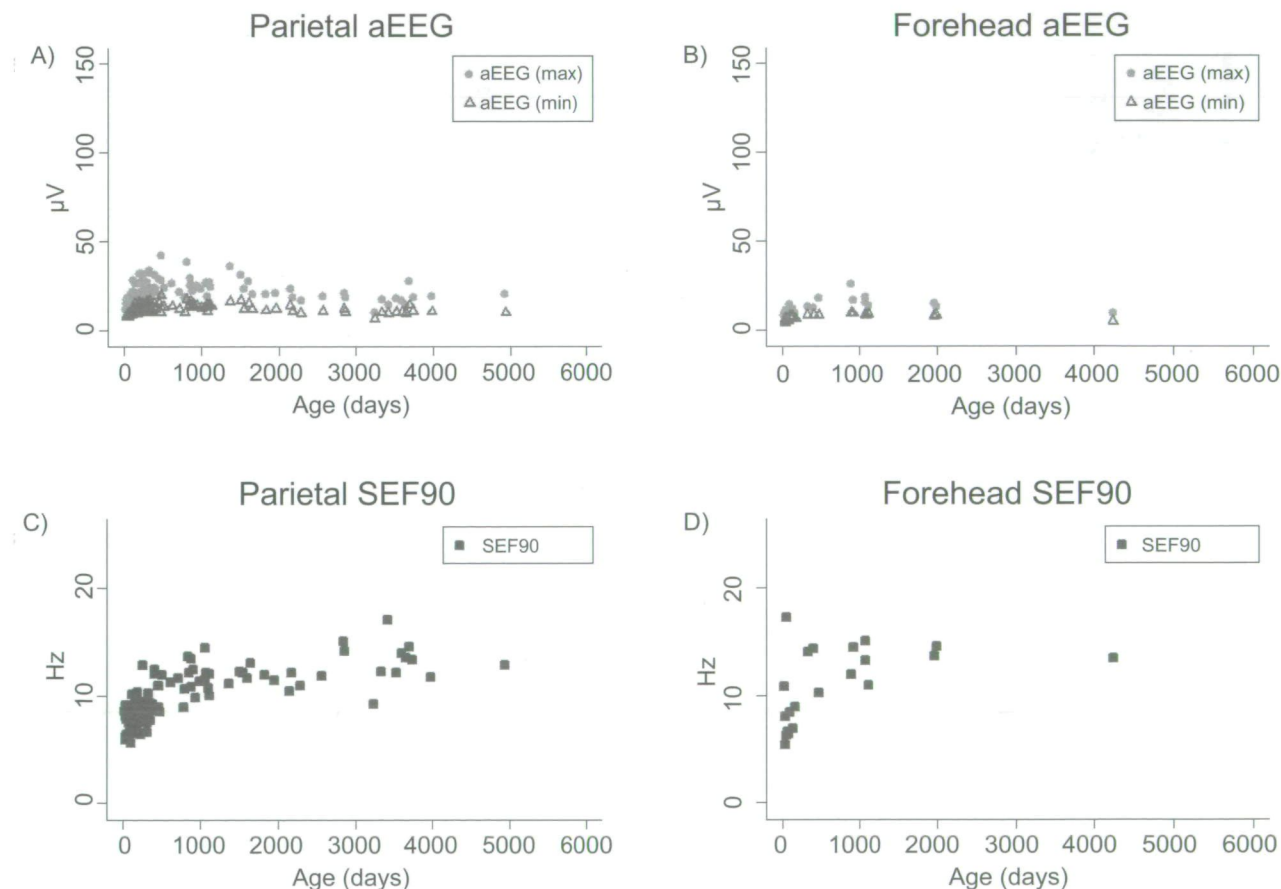 Parietal aEEG
A)
aEEG (max)
aEEG (min)
150
100
50
0
µV
0 1000 2000 3000 4000 5000 6000
Age (days)
Forehead aEEG
B)
aEEG (max)
aEEG (min)
150
100
50
0
µV
0 1000 2000 3000 4000 5000 6000
Age (days)
Parietal SEF90
C)
SEF90
20
10
0
Hz
0 1000 2000 3000 4000 5000 6000
Age (days)
Forehead SEF90
D)
SEF90
20
10
0
Hz
0 1000 2000 3000 4000 5000 6000
Age (days)